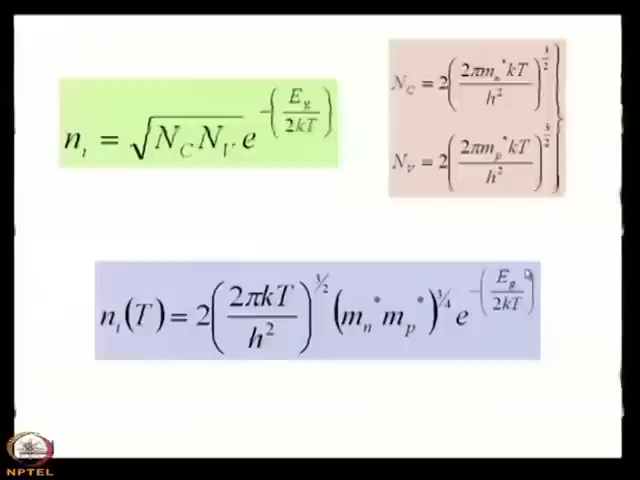 n_i = √(N_C N_V) e^{-(E_g/2kT)}
N_C = 2(2πm_n*kT/h²)^{3/2}
N_V = 2(2πm_p*kT/h²)^{3/2}
n_i(T) = 2(2πkT/h²)^{3/2} (m_n* m_p*)^{3/4} e^{-(E_g/2kT)}
NPTEL